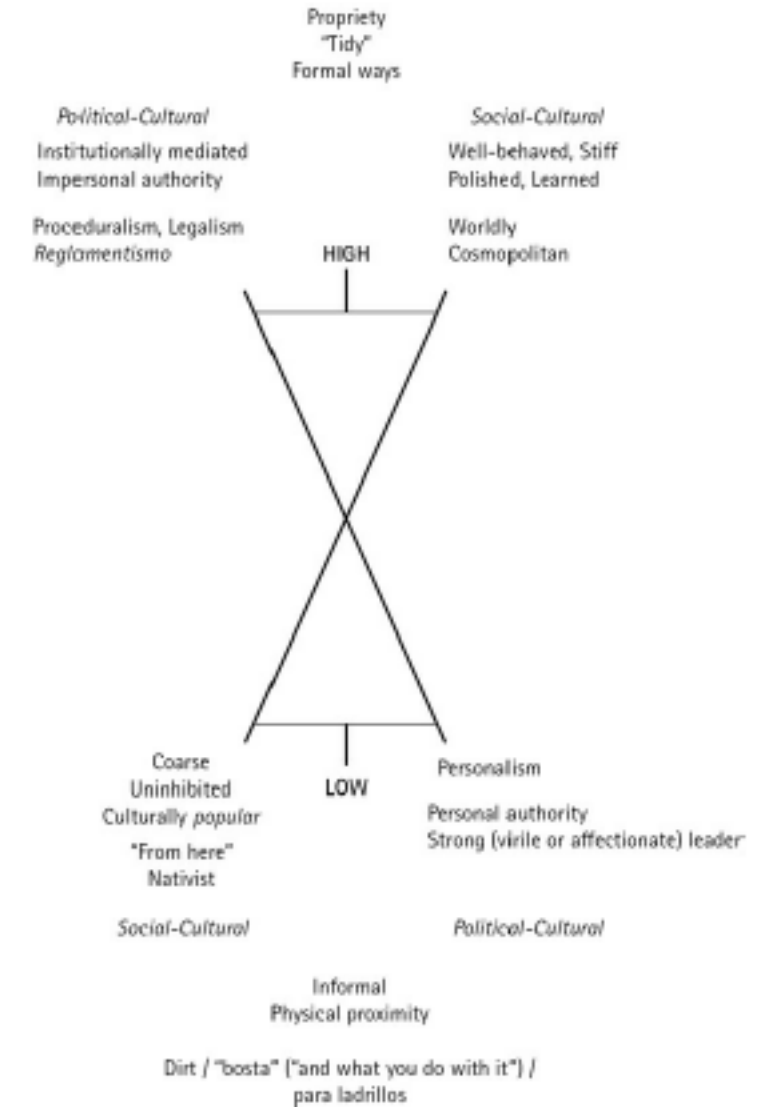 Propriety
"Tidy"
Formal ways
Political-Cultural
Institutionally mediated
Impersonal authority
Proceduralism, Legalism
Reglamentismo
Social-Cultural
Well-behaved, Stiff
Polished, Learned
Worldly
Cosmopolitan
HIGH
LOW
Coarse
Uninhibited
Culturally popular
"From here"
Nativist
Social-Cultural
Personalism
Personal authority
Strong (virile or affectionate) leader
Political-Cultural
Informal
Physical proximity
Dirt / "bosta" ("and what you do with it") /
para ladrillos